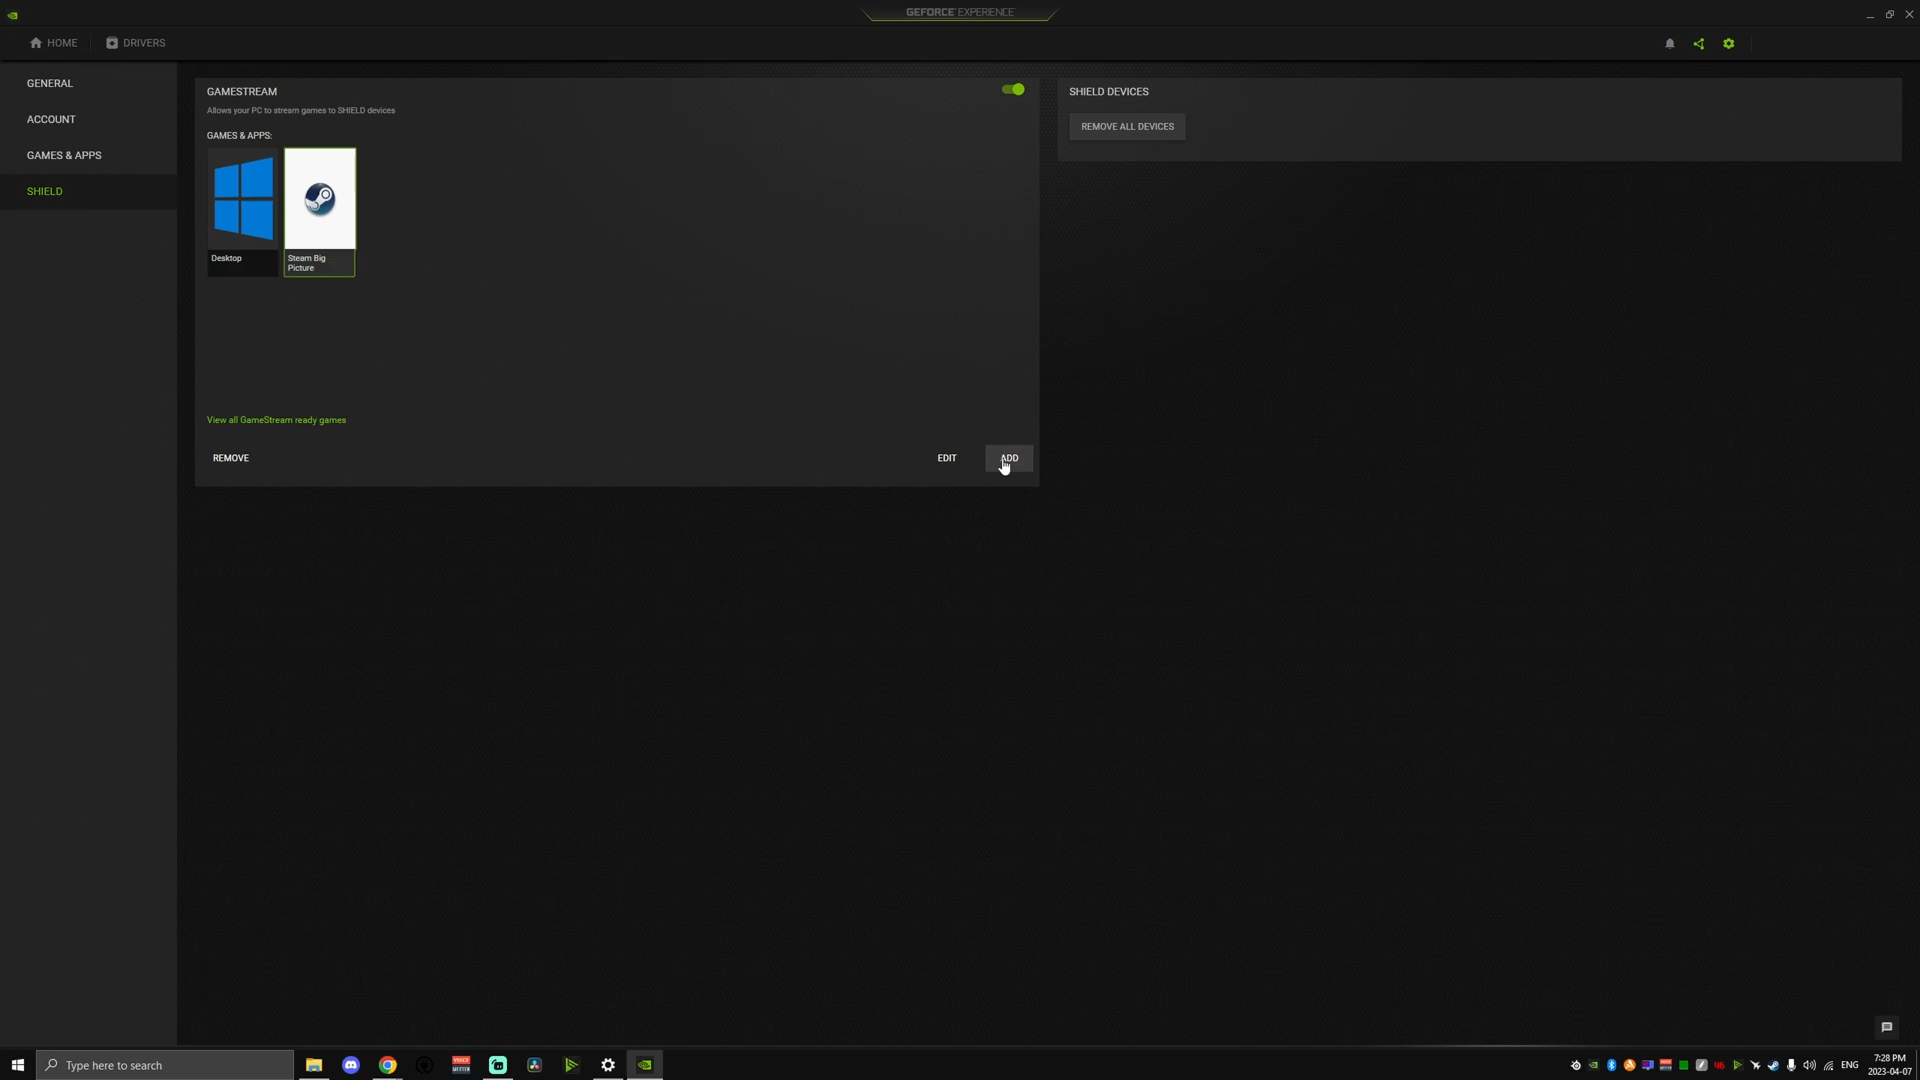 GEFORCE EXPERIENCE
HOME
DRIVERS
GENERAL
ACCOUNT
GAMES & APPS
SHIELD
GAMESTREAM
Allows your PC to stream games to SHIELD devices
GAMES & APPS:
Desktop
Steam Big
Picture
View all GameStream ready games
REMOVE
EDIT
ADD
SHIELD DEVICES
REMOVE ALL DEVICES
Type here to search
ENG
7:28 PM
2023-04-07